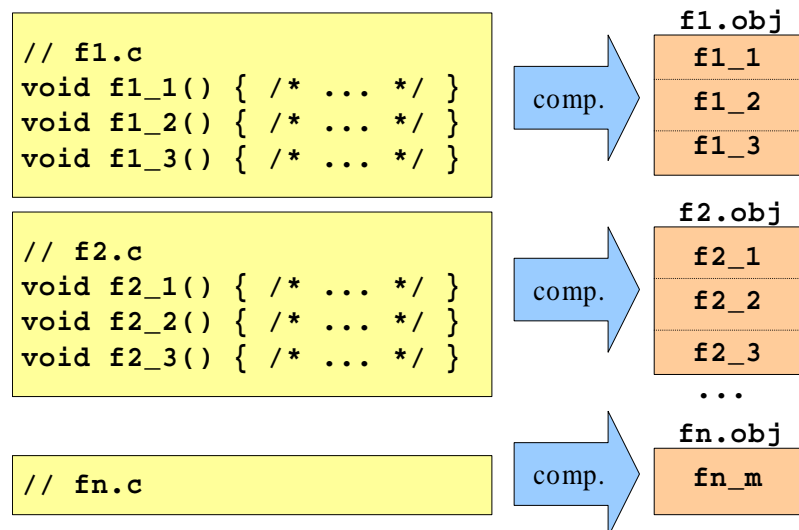 // f1.c
void f1_1() { /* ... */ }
void f1_2() { /* ... */ }
void f1_3() { /* ... */ }
comp.
f1.obj
f1_1
f1_2
f1_3
// f2.c
void f2_1() { /* ... */ }
void f2_2() { /* ... */ }
void f2_3() { /* ... */ }
comp.
f2.obj
f2_1
f2_2
f2_3
...
// fn.c
comp.
fn.obj
fn_m